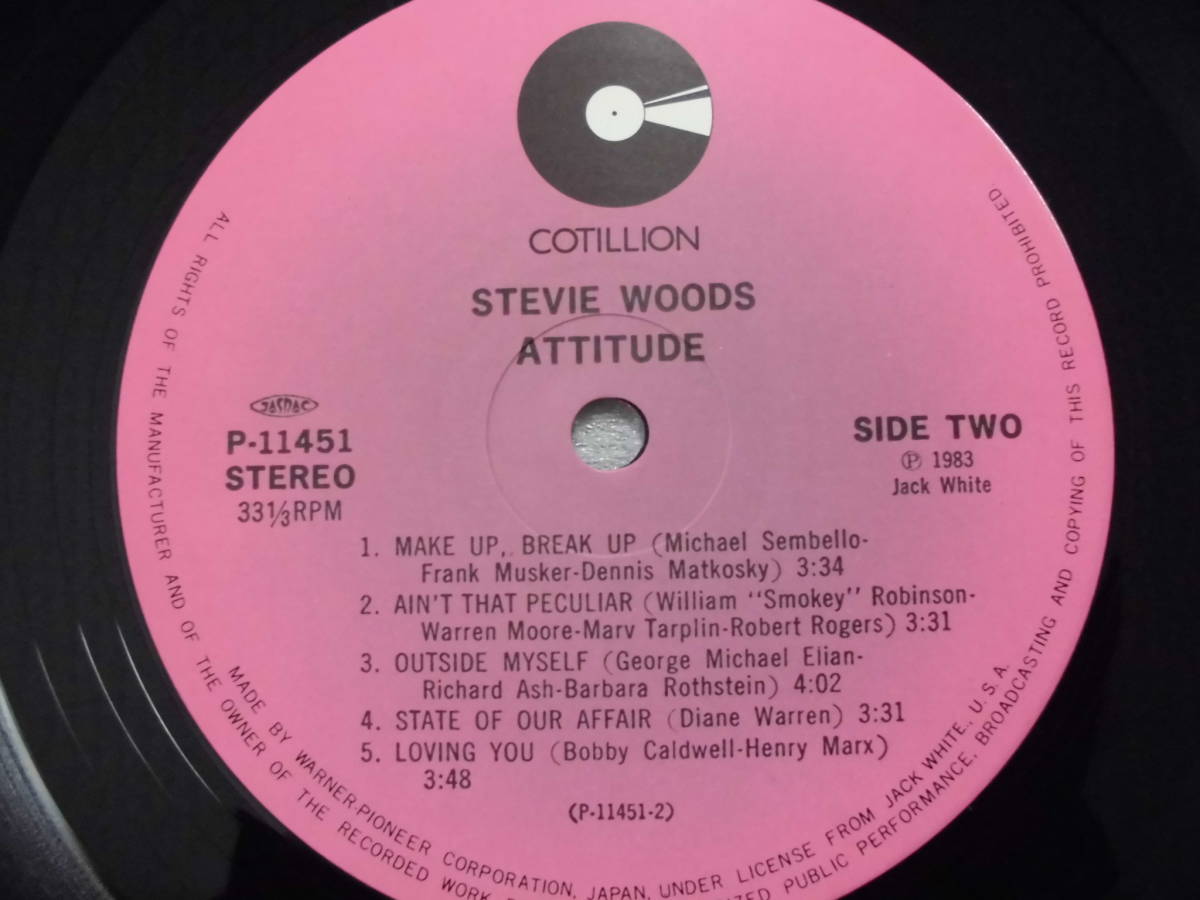 COTILLION
STEVIE WOODS
ATTITUDE
JASRAC
P-11451
STEREO
33 1/3 RPM
SIDE TWO
Ⓟ 1983
Jack White
1. MAKE UP, BREAK UP (Michael Sembello-
Frank Musker-Dennis Matkosky) 3:34
2. AIN'T THAT PECULIAR (William "Smokey" Robinson-
Warren Moore-Marv Tarplin-Robert Rogers) 3:31
3. OUTSIDE MYSELF (George Michael Elian-
Richard Ash-Barbara Rothstein) 4:02
4. STATE OF OUR AFFAIR (Diane Warren) 3:31
5. LOVING YOU (Bobby Caldwell-Henry Marx)
3:48
(P-11451-2)
MADE BY WARNER-PIONEER CORPORATION, JAPAN, UNDER LICENSE FROM JACK WHITE, U.S.A.
ALL RIGHTS OF THE MANUFACTURER AND OF THE OWNER OF THE RECORDED WORK PUBLIC PERFORMANCE, BROADCASTING AND COPYING OF THIS RECORD PROHIBITED.